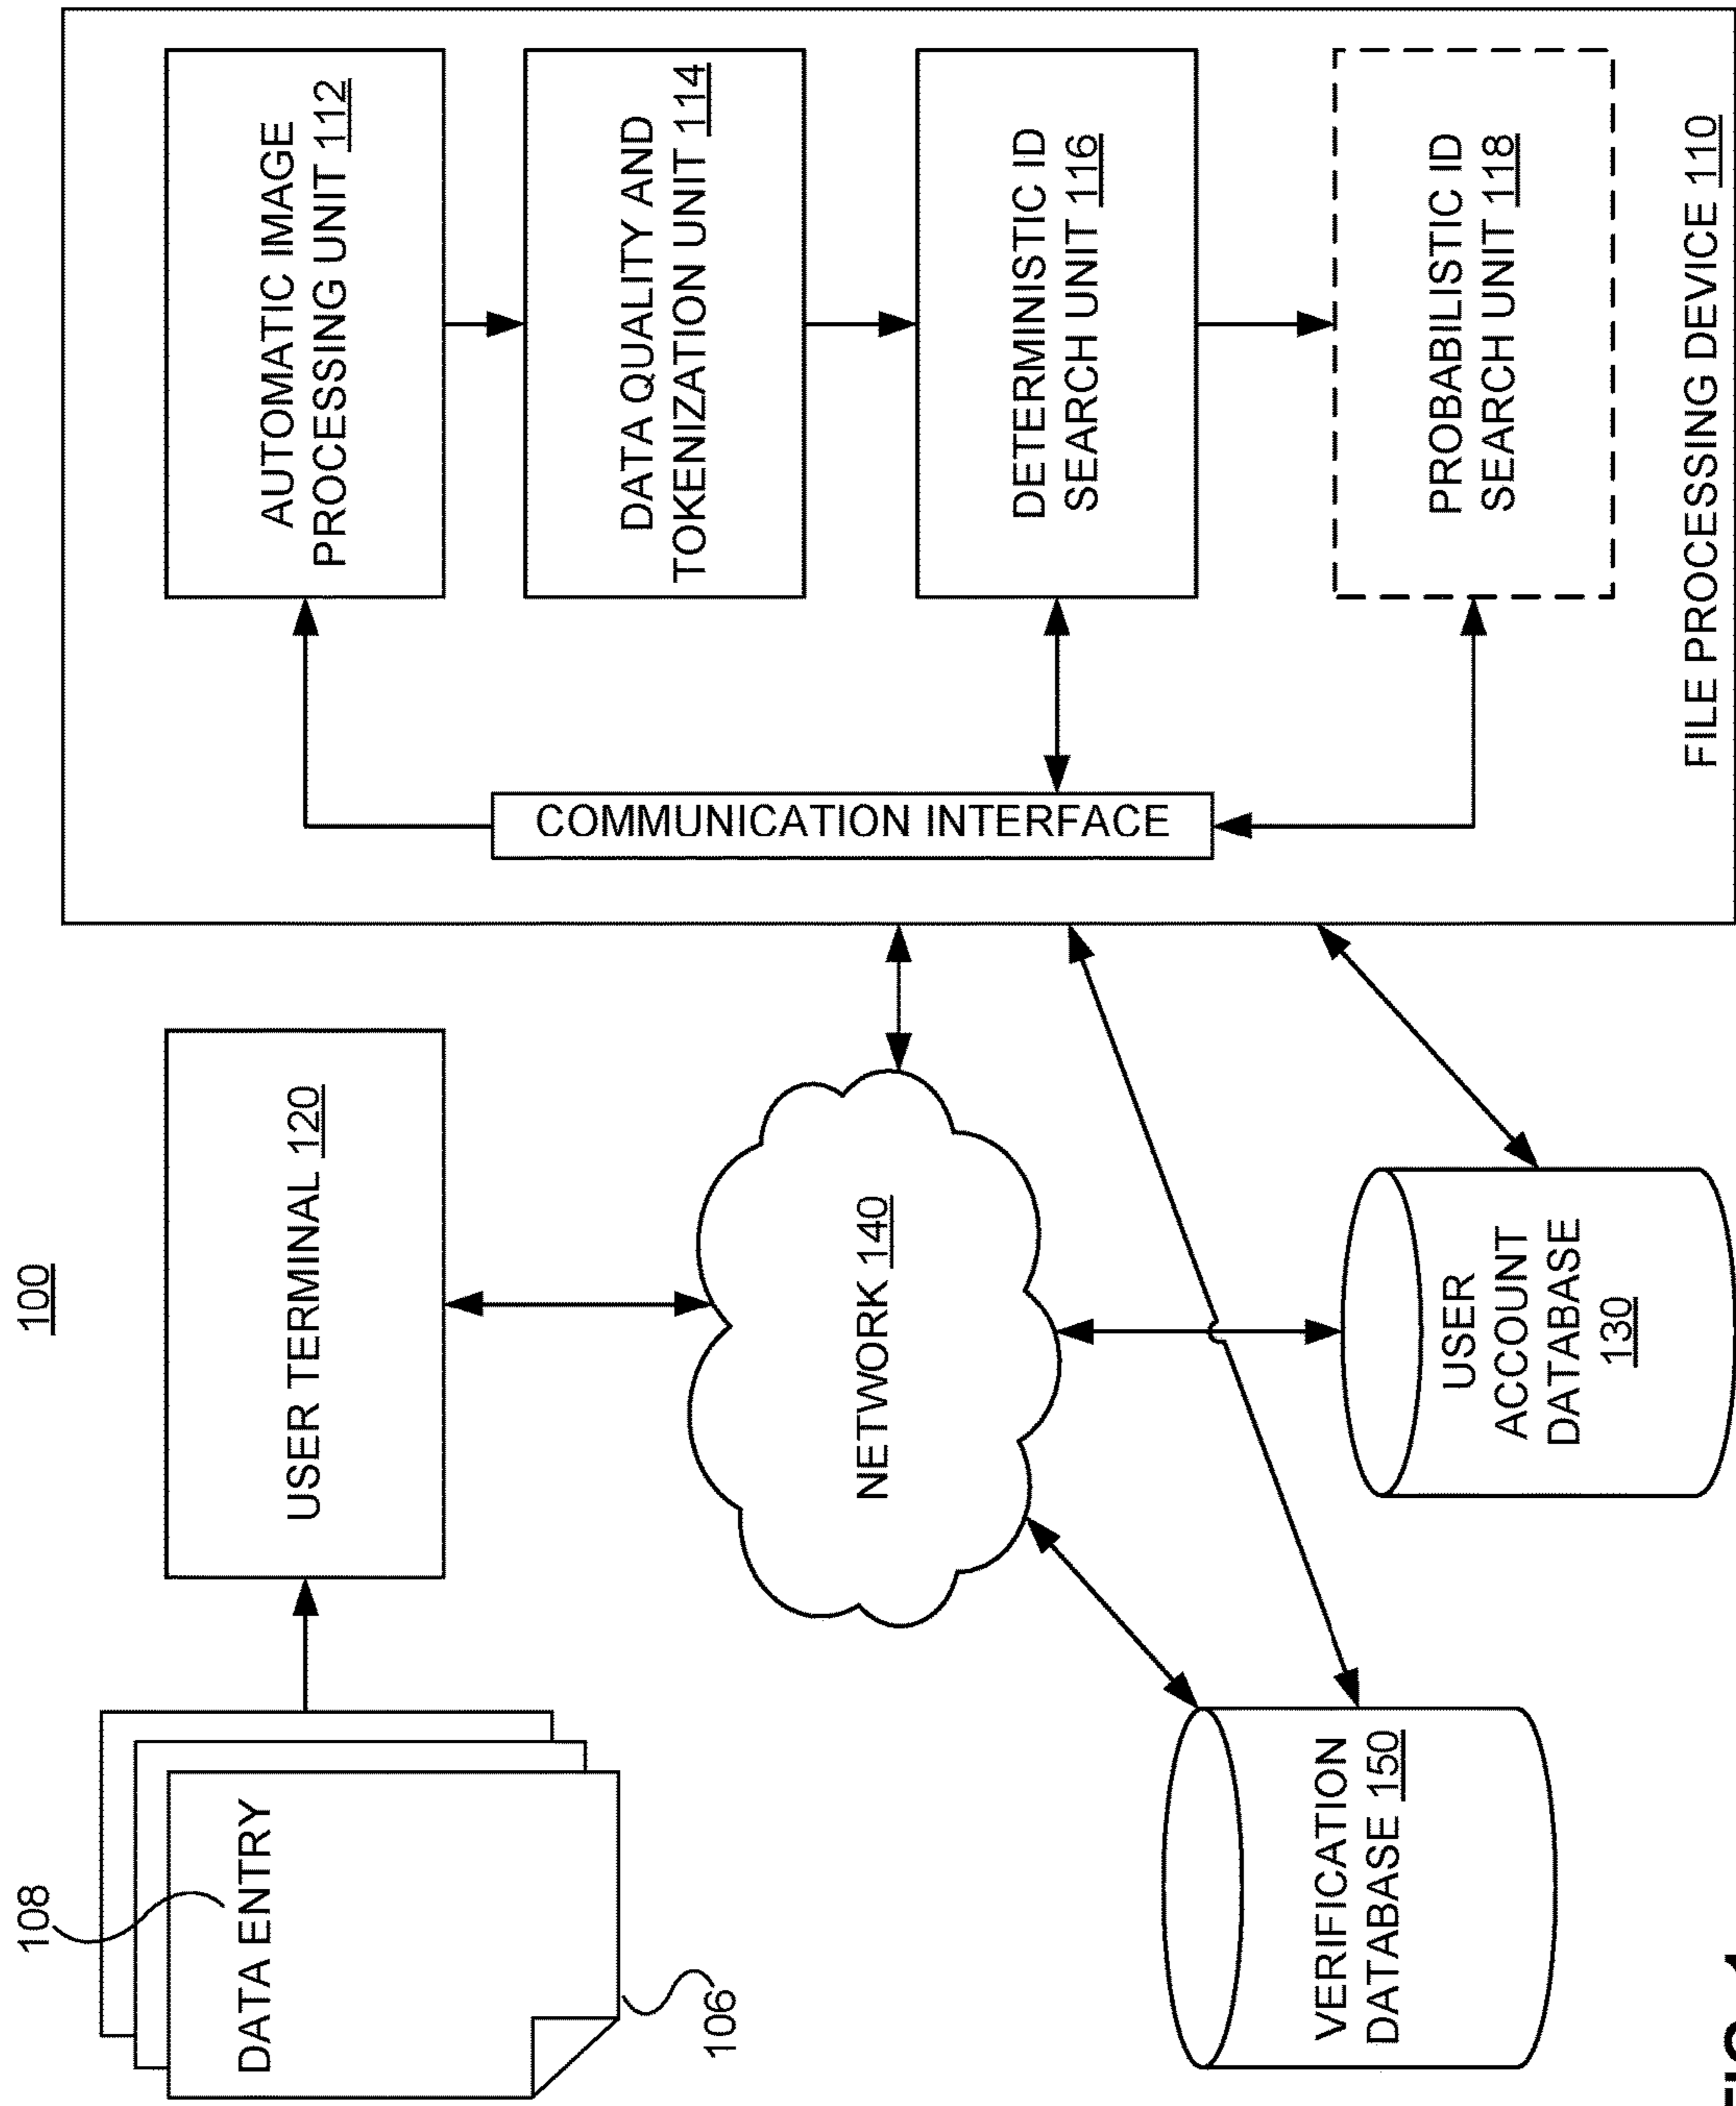 100
108
DATA ENTRY
106
USER TERMINAL 120
NETWORK 140
VERIFICATION
DATABASE 150
USER
ACCOUNT
DATABASE
130
COMMUNICATION INTERFACE
AUTOMATIC IMAGE
PROCESSING UNIT 112
DATA QUALITY AND
TOKENIZATION UNIT 114
DETERMINISTIC ID
SEARCH UNIT 116
PROBABILISTIC ID
SEARCH UNIT 118
FILE PROCESSING DEVICE 110